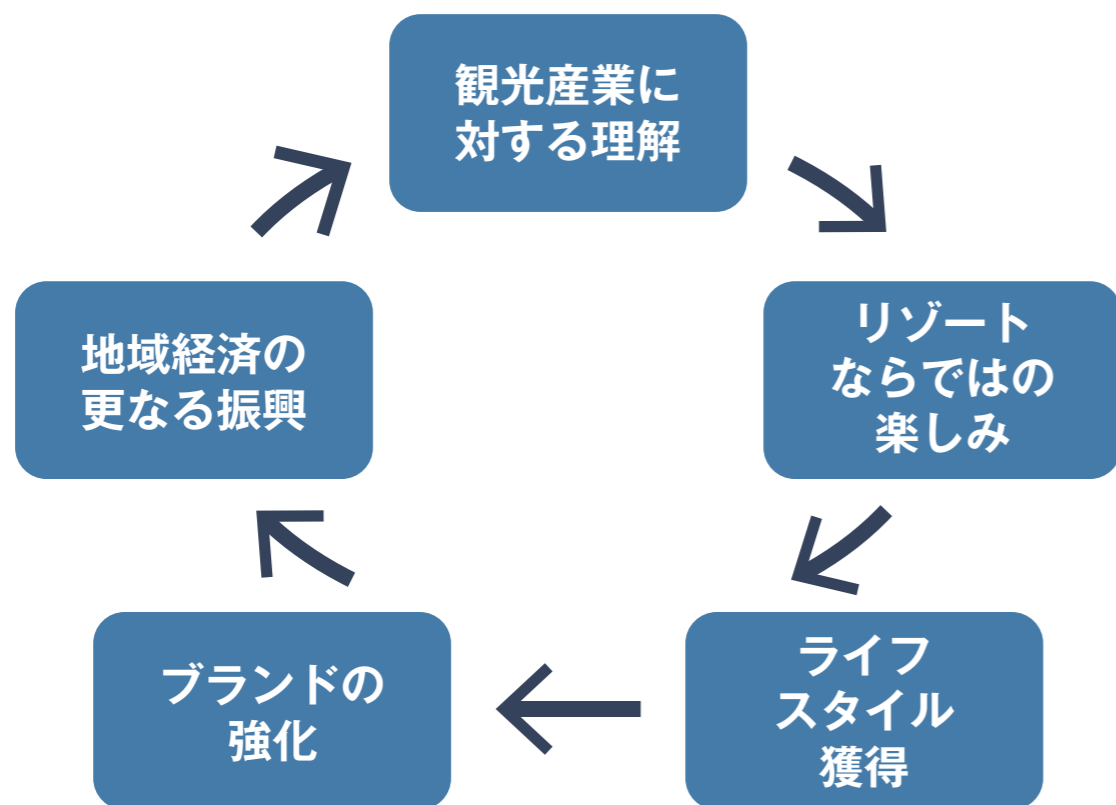 観光産業に
対する理解
リゾート
ならではの
楽しみ
ライフ
スタイル
獲得
ブランドの
強化
地域経済の
更なる振興